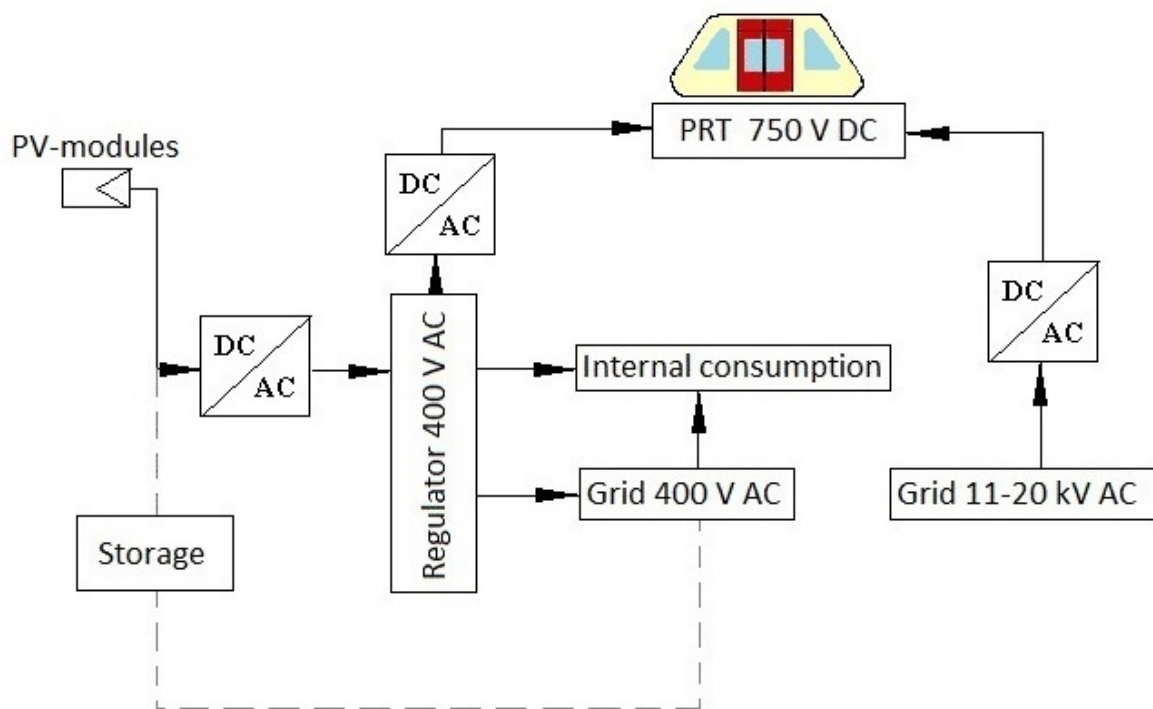 PRT 750 V DC
PV-modules
DC
AC
DC
AC
DC
AC
Regulator 400 V AC
Internal consumption
Grid 400 V AC
Grid 11-20 kV AC
Storage